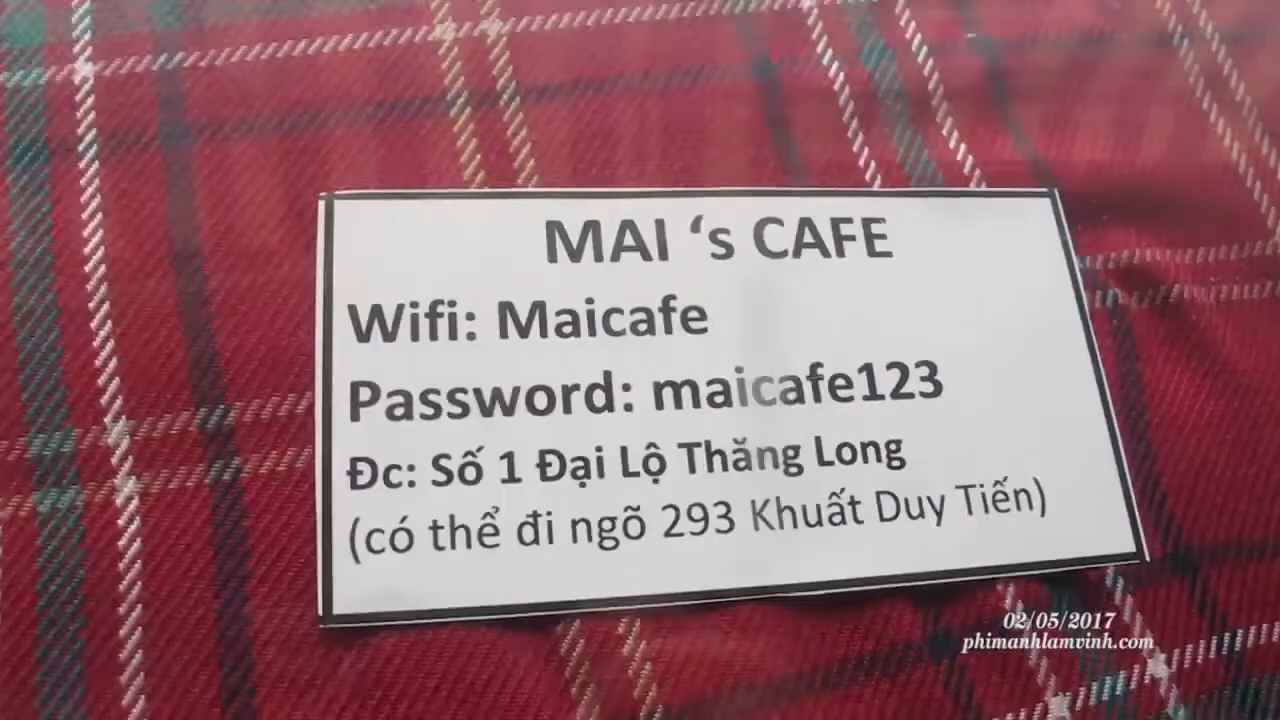 MAI ‘s CAFE
Wifi: Maicafe
Password: maicafe123
Đc: Số 1 Đại Lộ Thăng Long
(có thể đi ngõ 293 Khuất Duy Tiến)
02/05/2017
phimanhlamvinh.com